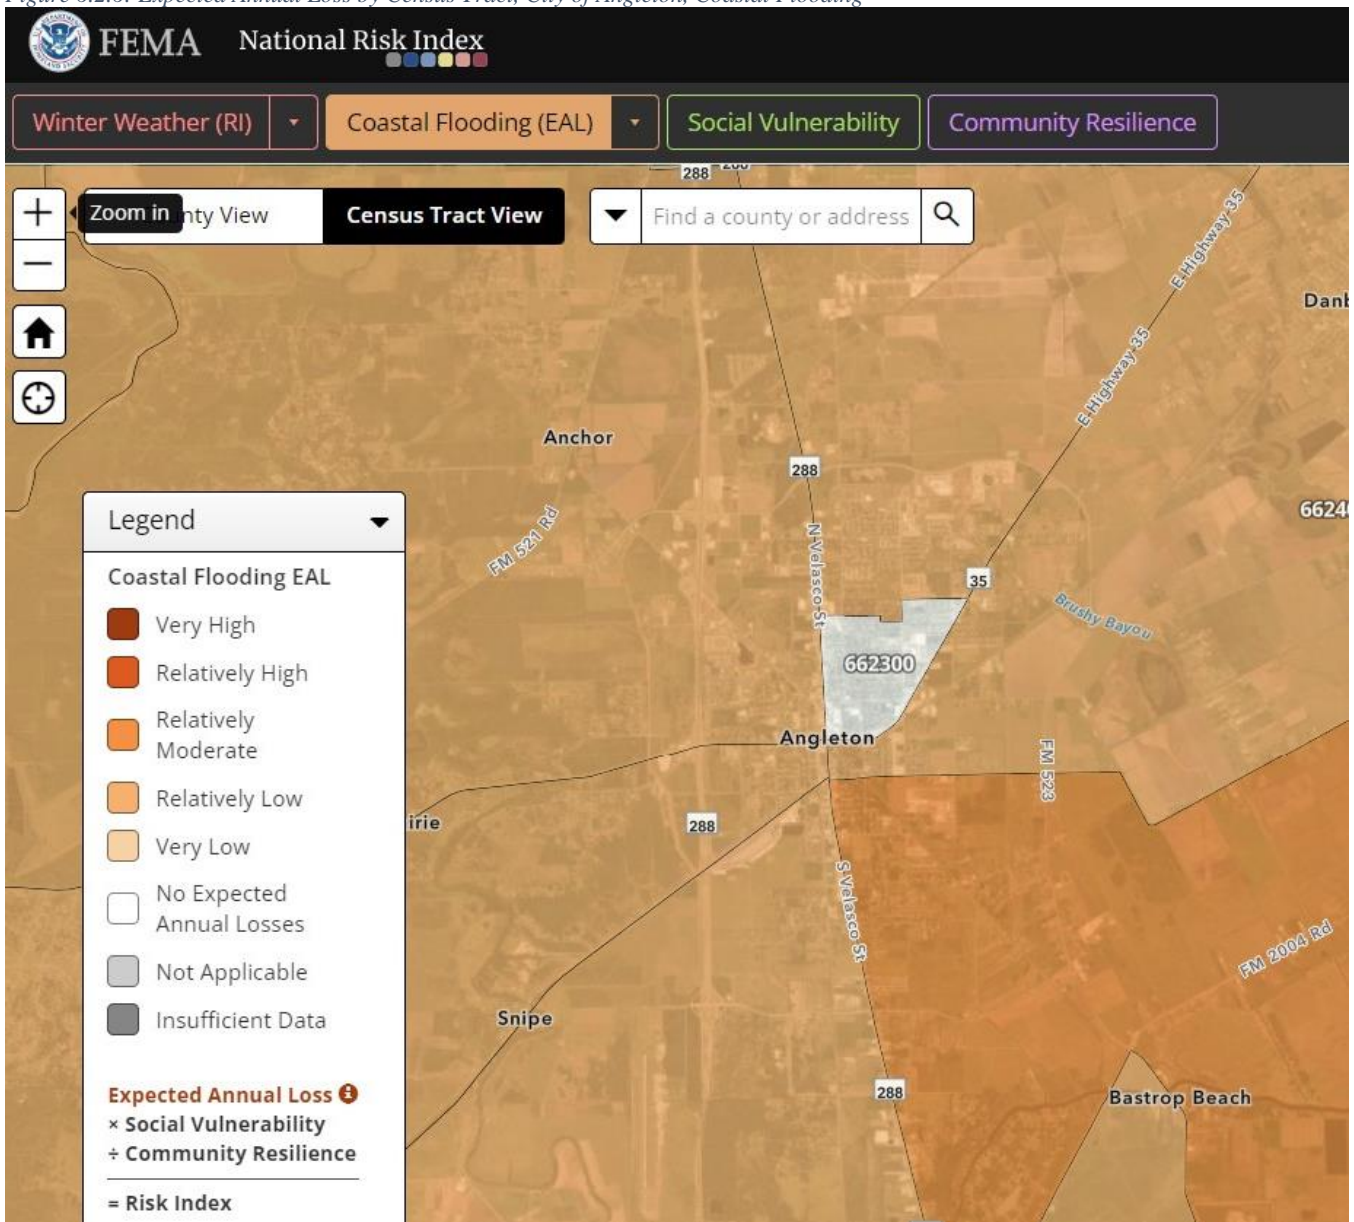 FEMA National Risk Index
Winter Weather (RI) Coastal Flooding (EAL) Social Vulnerability Community Resilience
288
Zoom in nty View Census Tract View Find a county or address
E Highway 35
Danb
E Highway 35
Anchor
288
66240
Legend
FM 521 Rd
N Velasco St
Coastal Flooding EAL
35
Very High
Brushy Bayou
Relatively High
662300
Relatively
Moderate
Angleton
FM 523
Relatively Low
irie
288
Very Low
S Velasco St
No Expected
Annual Losses
FM 2004 Rd
Not Applicable
Insufficient Data
Snipe
Expected Annual Loss
× Social Vulnerability
÷ Community Resilience
= Risk Index
288
Bastrop Beach